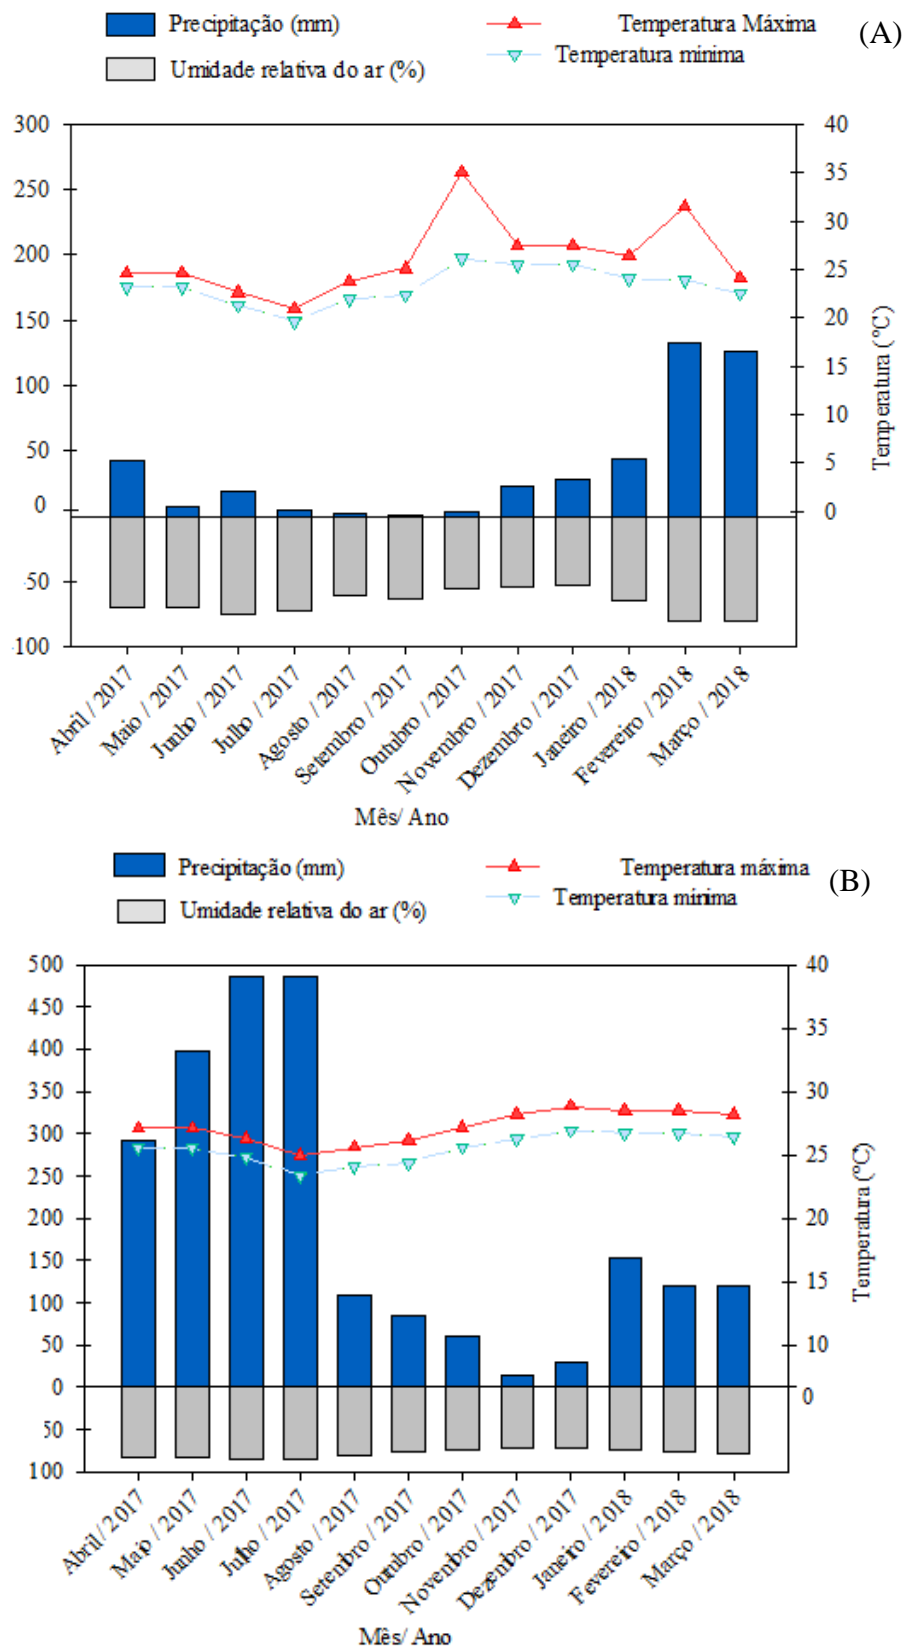 Precipitação (mm)
Temperatura Máxima
(A)
Umidade relativa do ar (%)
Temperatura mínima
300
250
200
150
100
50
0
-50
-100
40
35
30
25
20
15
10
5
0
Temperatura (°C)
Abril / 2017
Maio / 2017
Junho / 2017
Julho / 2017
Agosto / 2017
Setembro / 2017
Outubro / 2017
Novembro / 2017
Dezembro / 2017
Janeiro / 2018
Fevereiro / 2018
Março / 2018
Mês/ Ano
Precipitação (mm)
Temperatura máxima
(B)
Umidade relativa do ar (%)
Temperatura mínima
500
450
400
350
300
250
200
150
100
50
0
50
100
40
35
30
25
20
15
10
0
Temperatura (°C)
Abril / 2017
Maio / 2017
Junho / 2017
Julho / 2017
Agosto / 2017
Setembro / 2017
Outubro / 2017
Novembro / 2017
Dezembro / 2017
Janeiro / 2018
Fevereiro / 2018
Março / 2018
Mês/ Ano